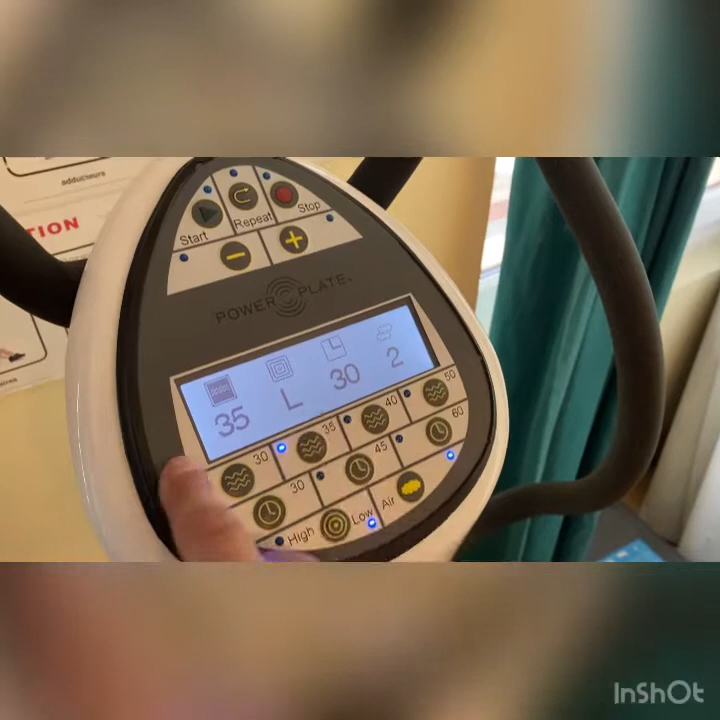 adducteurs
TION
Start
Repeat
Stop
POWER PLATE
35 L 30 2
30 35 40 50
30 45 60
High Low Air
InShOt